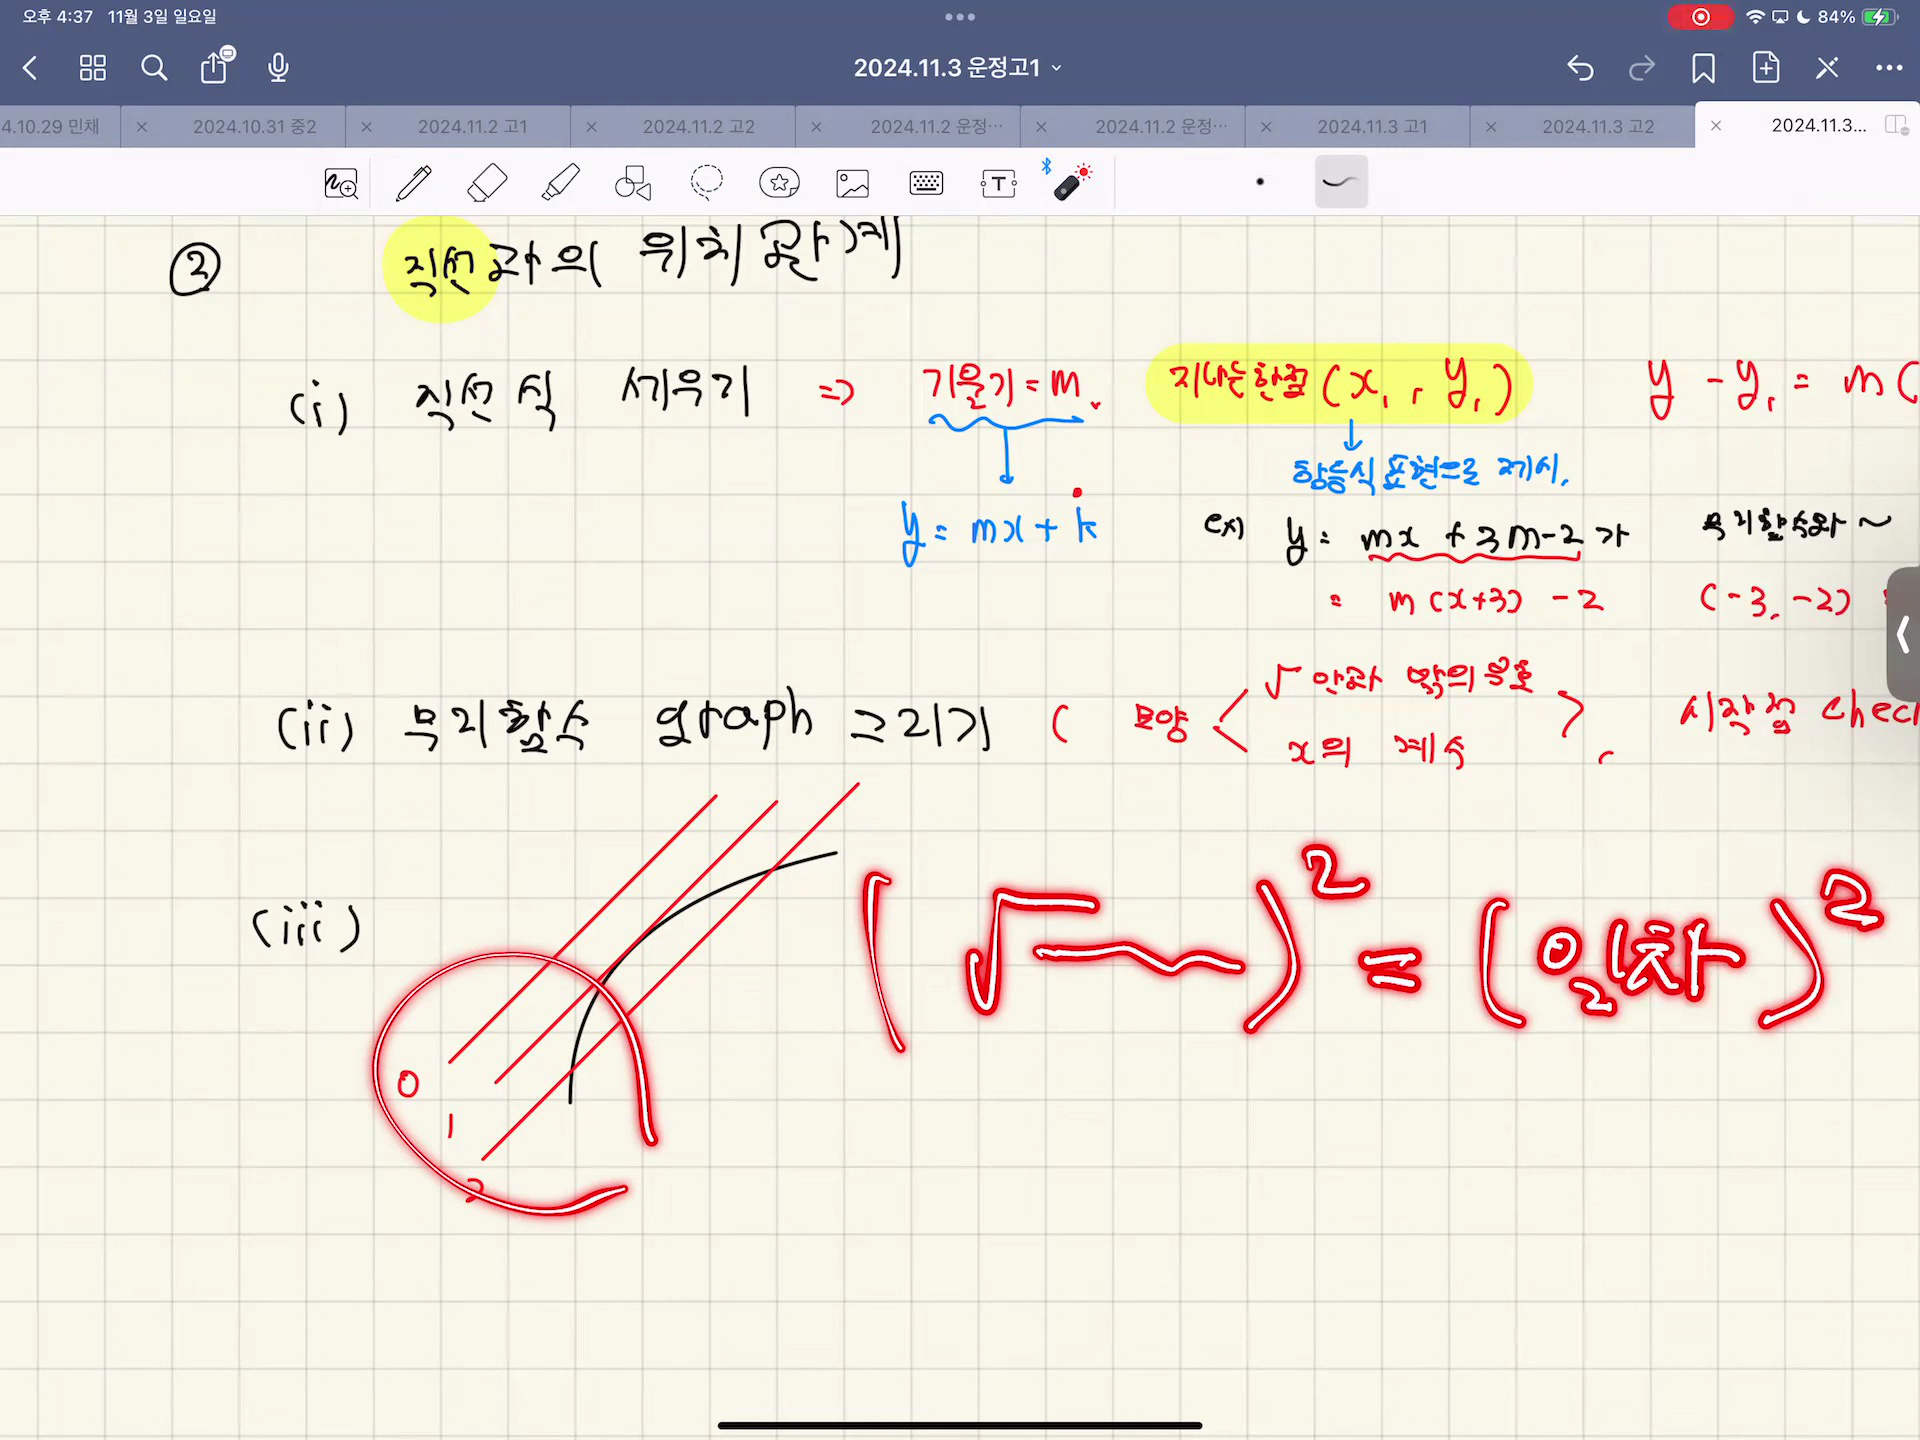 오후 4:37 11월 3일 일요일
84%
2024.11.3 운정고1
4.10.29 민채
2024.10.31 중2
2024.11.2 고1
2024.11.2 고2
2024.11.2 운정…
2024.11.2 운정…
2024.11.3 고1
2024.11.3 고2
2024.11.3...
② 직선과의 위치관계
(i) 직선식 세우기 ⇒ 기울기=m. 지나는한점(x₁, y₁) y-y₁=m(
↓
항등식 표현으로 제시.
y=mx+k
ex) y=mx+3m-2가 무리함수와~
= m(x+3)-2 (-3,-2)
(ii) 무리함수 graph 그리기 ( 모양 < √안과 밖의 부호
x의 계수 >, 시작점 chec
(iii)
(√ )² = (일차)²
0
1
2